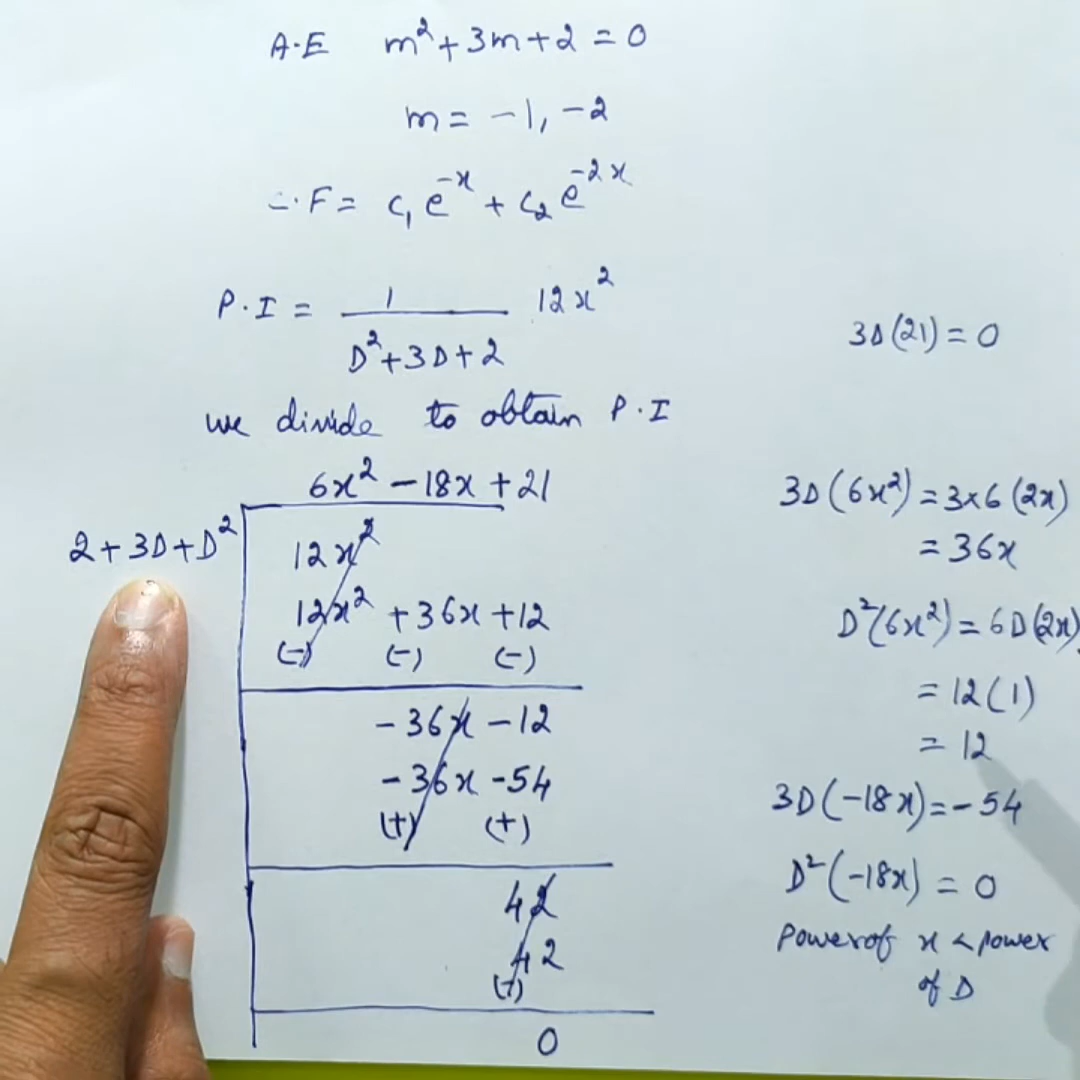 A.E m²+3m+2 = 0
m = -1, -2
C.F = c₁e⁻ˣ + c₂e⁻²ˣ
P.I = 1/(D²+3D+2) 12x²
we divide to obtain P.I
6x² - 18x + 21
2+3D+D²
12x²
12x² +36x +12
(-) (-) (-)
-36x -12
-36x -54
(+) (+)
42
42
(-)
0
3D(21) = 0
3D(6x²) = 3×6(2x)
= 36x
D²(6x²) = 6D(2x)
= 12(1)
= 12
3D(-18x) = -54
D²(-18x) = 0
power of x < power
of D